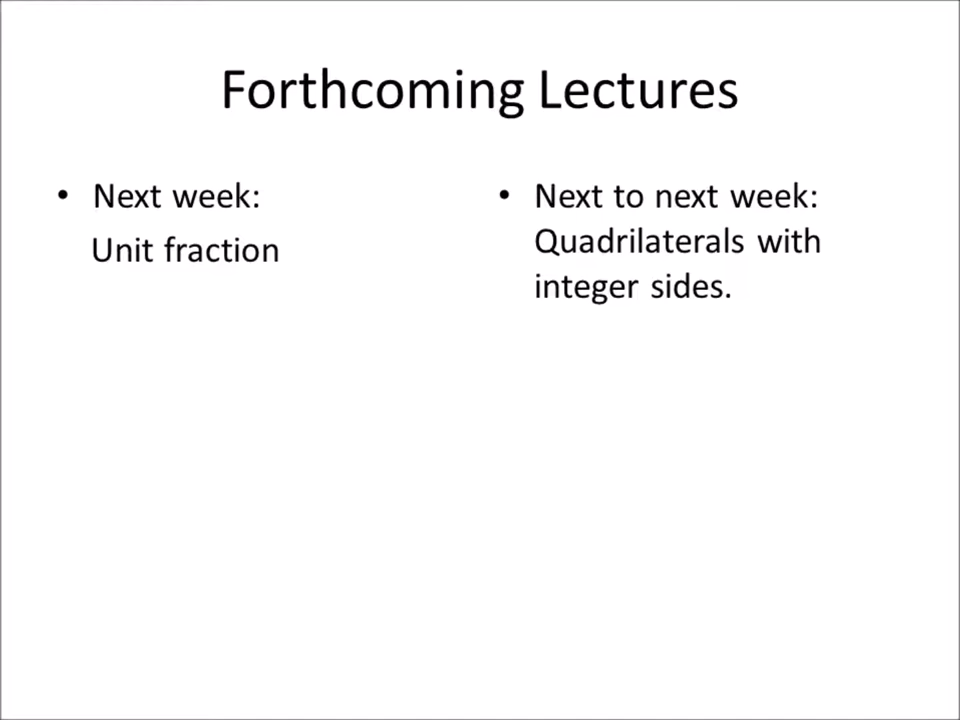 Forthcoming Lectures
• Next week:
Unit fraction
• Next to next week:
Quadrilaterals with
integer sides.